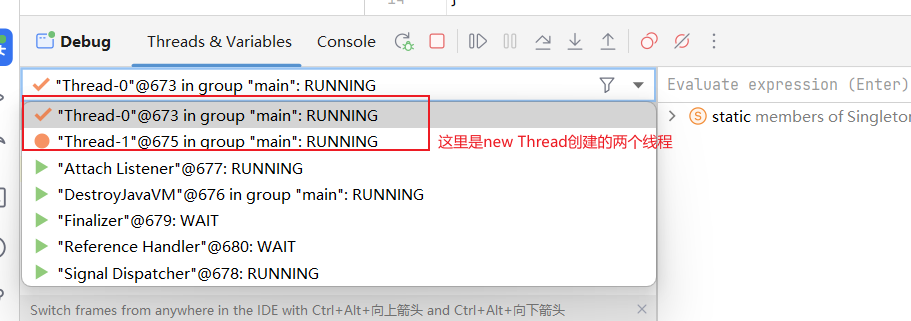 14
}
Debug
Threads & Variables
Console
"Thread-0"@673 in group "main": RUNNING
Evaluate expression (Enter)
"Thread-0"@673 in group "main": RUNNING
static members of Singleton
"Thread-1"@675 in group "main": RUNNING
这里是new Thread创建的两个线程
"Attach Listener"@677: RUNNING
"DestroyJavaVM"@676 in group "main": RUNNING
"Finalizer"@679: WAIT
"Reference Handler"@680: WAIT
"Signal Dispatcher"@678: RUNNING
Switch frames from anywhere in the IDE with Ctrl+Alt+向上箭头 and Ctrl+Alt+向下箭头